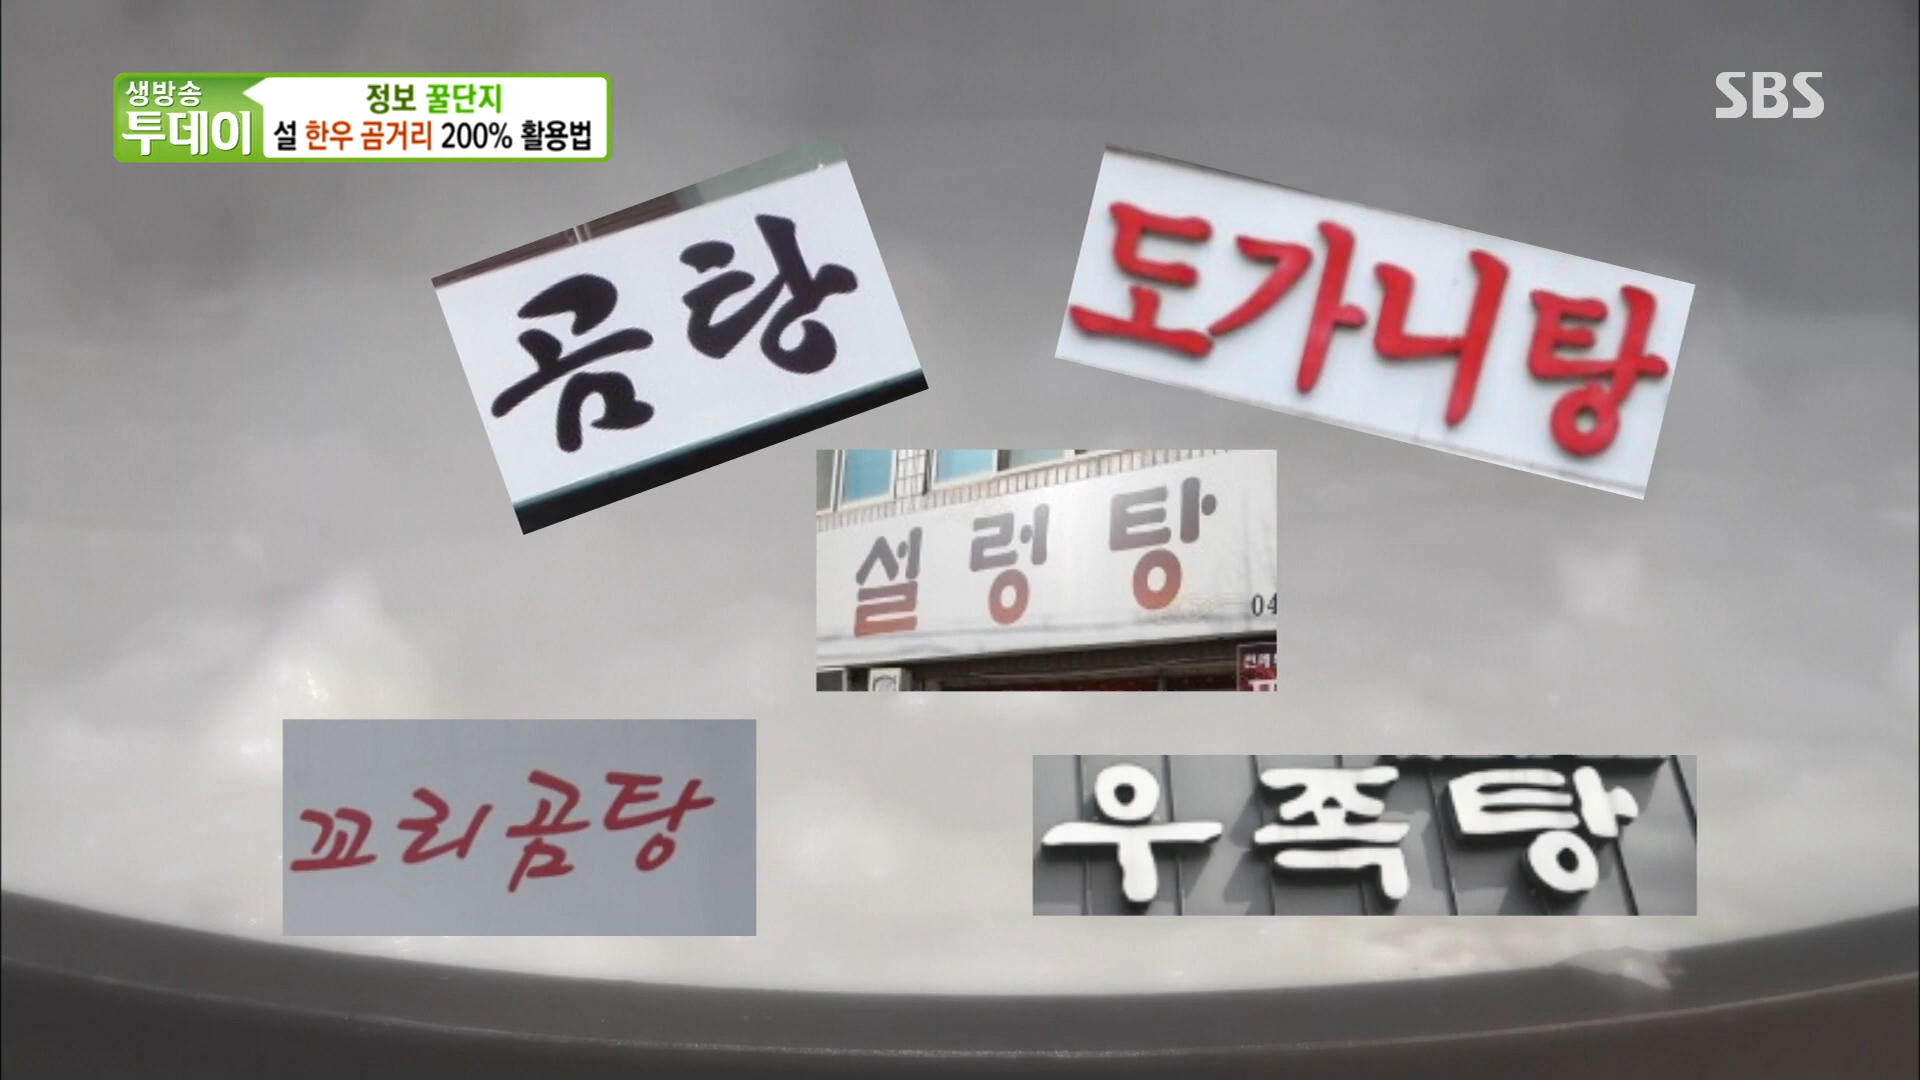 생방송
투데이
정보 꿀단지
설 한우 곰거리 200% 활용법
SBS
곰탕
도가니탕
설렁탕
04
꼬리곰탕
우족탕